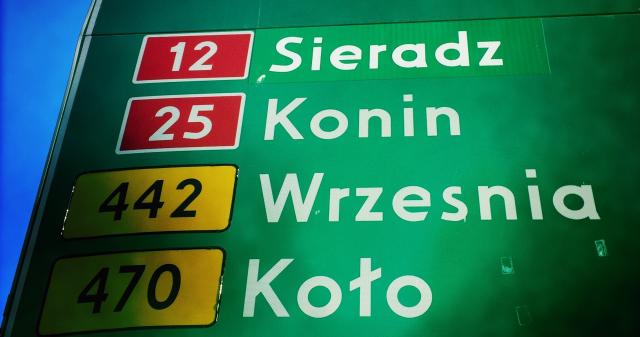 12 Sieradz
25 Konin
442 Wrzesnia
470 Koło